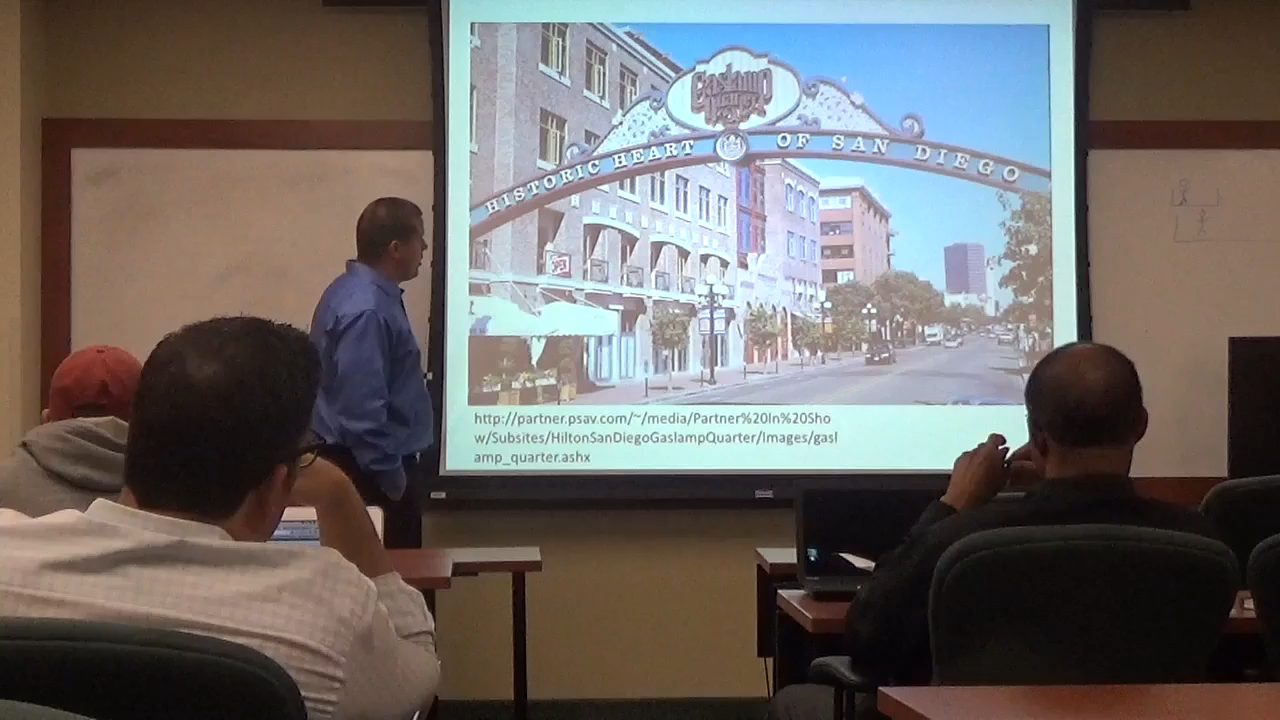 Gaslamp
Quarter
HISTORIC HEART OF SAN DIEGO
OPEN
http://partner.psav.com/~/media/Partner%20In%20Sho
w/Subsites/HiltonSanDiegoGaslampQuarter/Images/gasl
amp_quarter.ashx